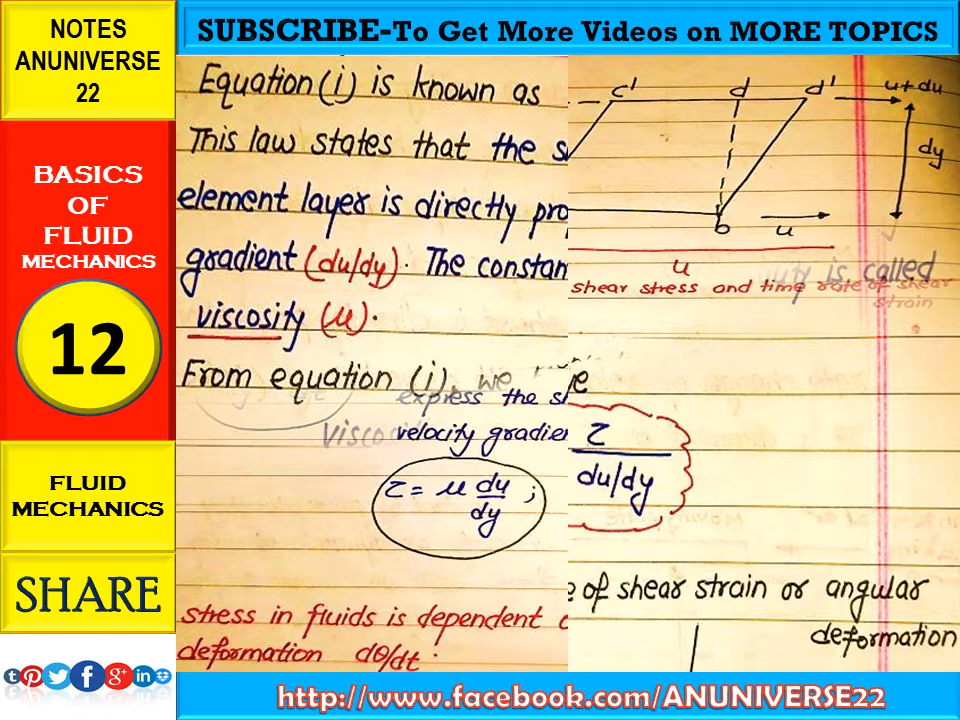 NOTES
ANUNIVERSE
22
SUBSCRIBE-To Get More Videos on MORE TOPICS
BASICS
OF
FLUID
MECHANICS
12
FLUID
MECHANICS
SHARE
Equation (i) is known as
This law states that the s
element layer is directly pro
gradient (du/dy). The constan
viscosity (μ).
From equation (i), we
express the sh
velocity gradien
τ = μ du/dy ;
stress in fluids is dependent
deformation dθ/dt.
c' d d' u+du
dy
b u
u
is called
shear stress and time rate of shear
strain
τ
du/dy
e of shear strain or angular
deformation
http://www.facebook.com/ANUNIVERSE22